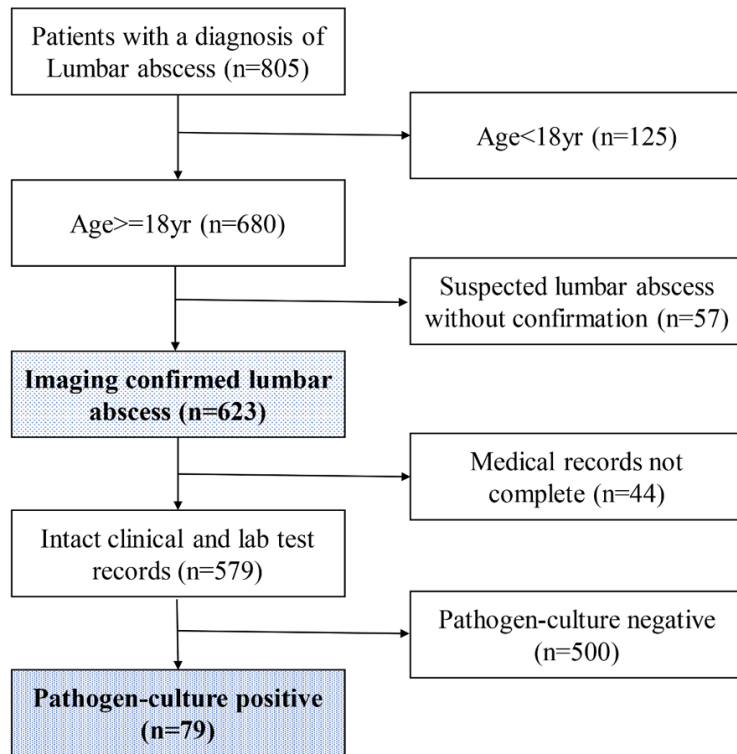 Patients with a diagnosis of
Lumbar abscess (n=805)
Age<18yr (n=125)
Age>=18yr (n=680)
Suspected lumbar abscess
without confirmation (n=57)
Imaging confirmed lumbar
abscess (n=623)
Medical records not
complete (n=44)
Intact clinical and lab test
records (n=579)
Pathogen-culture negative
(n=500)
Pathogen-culture positive
(n=79)